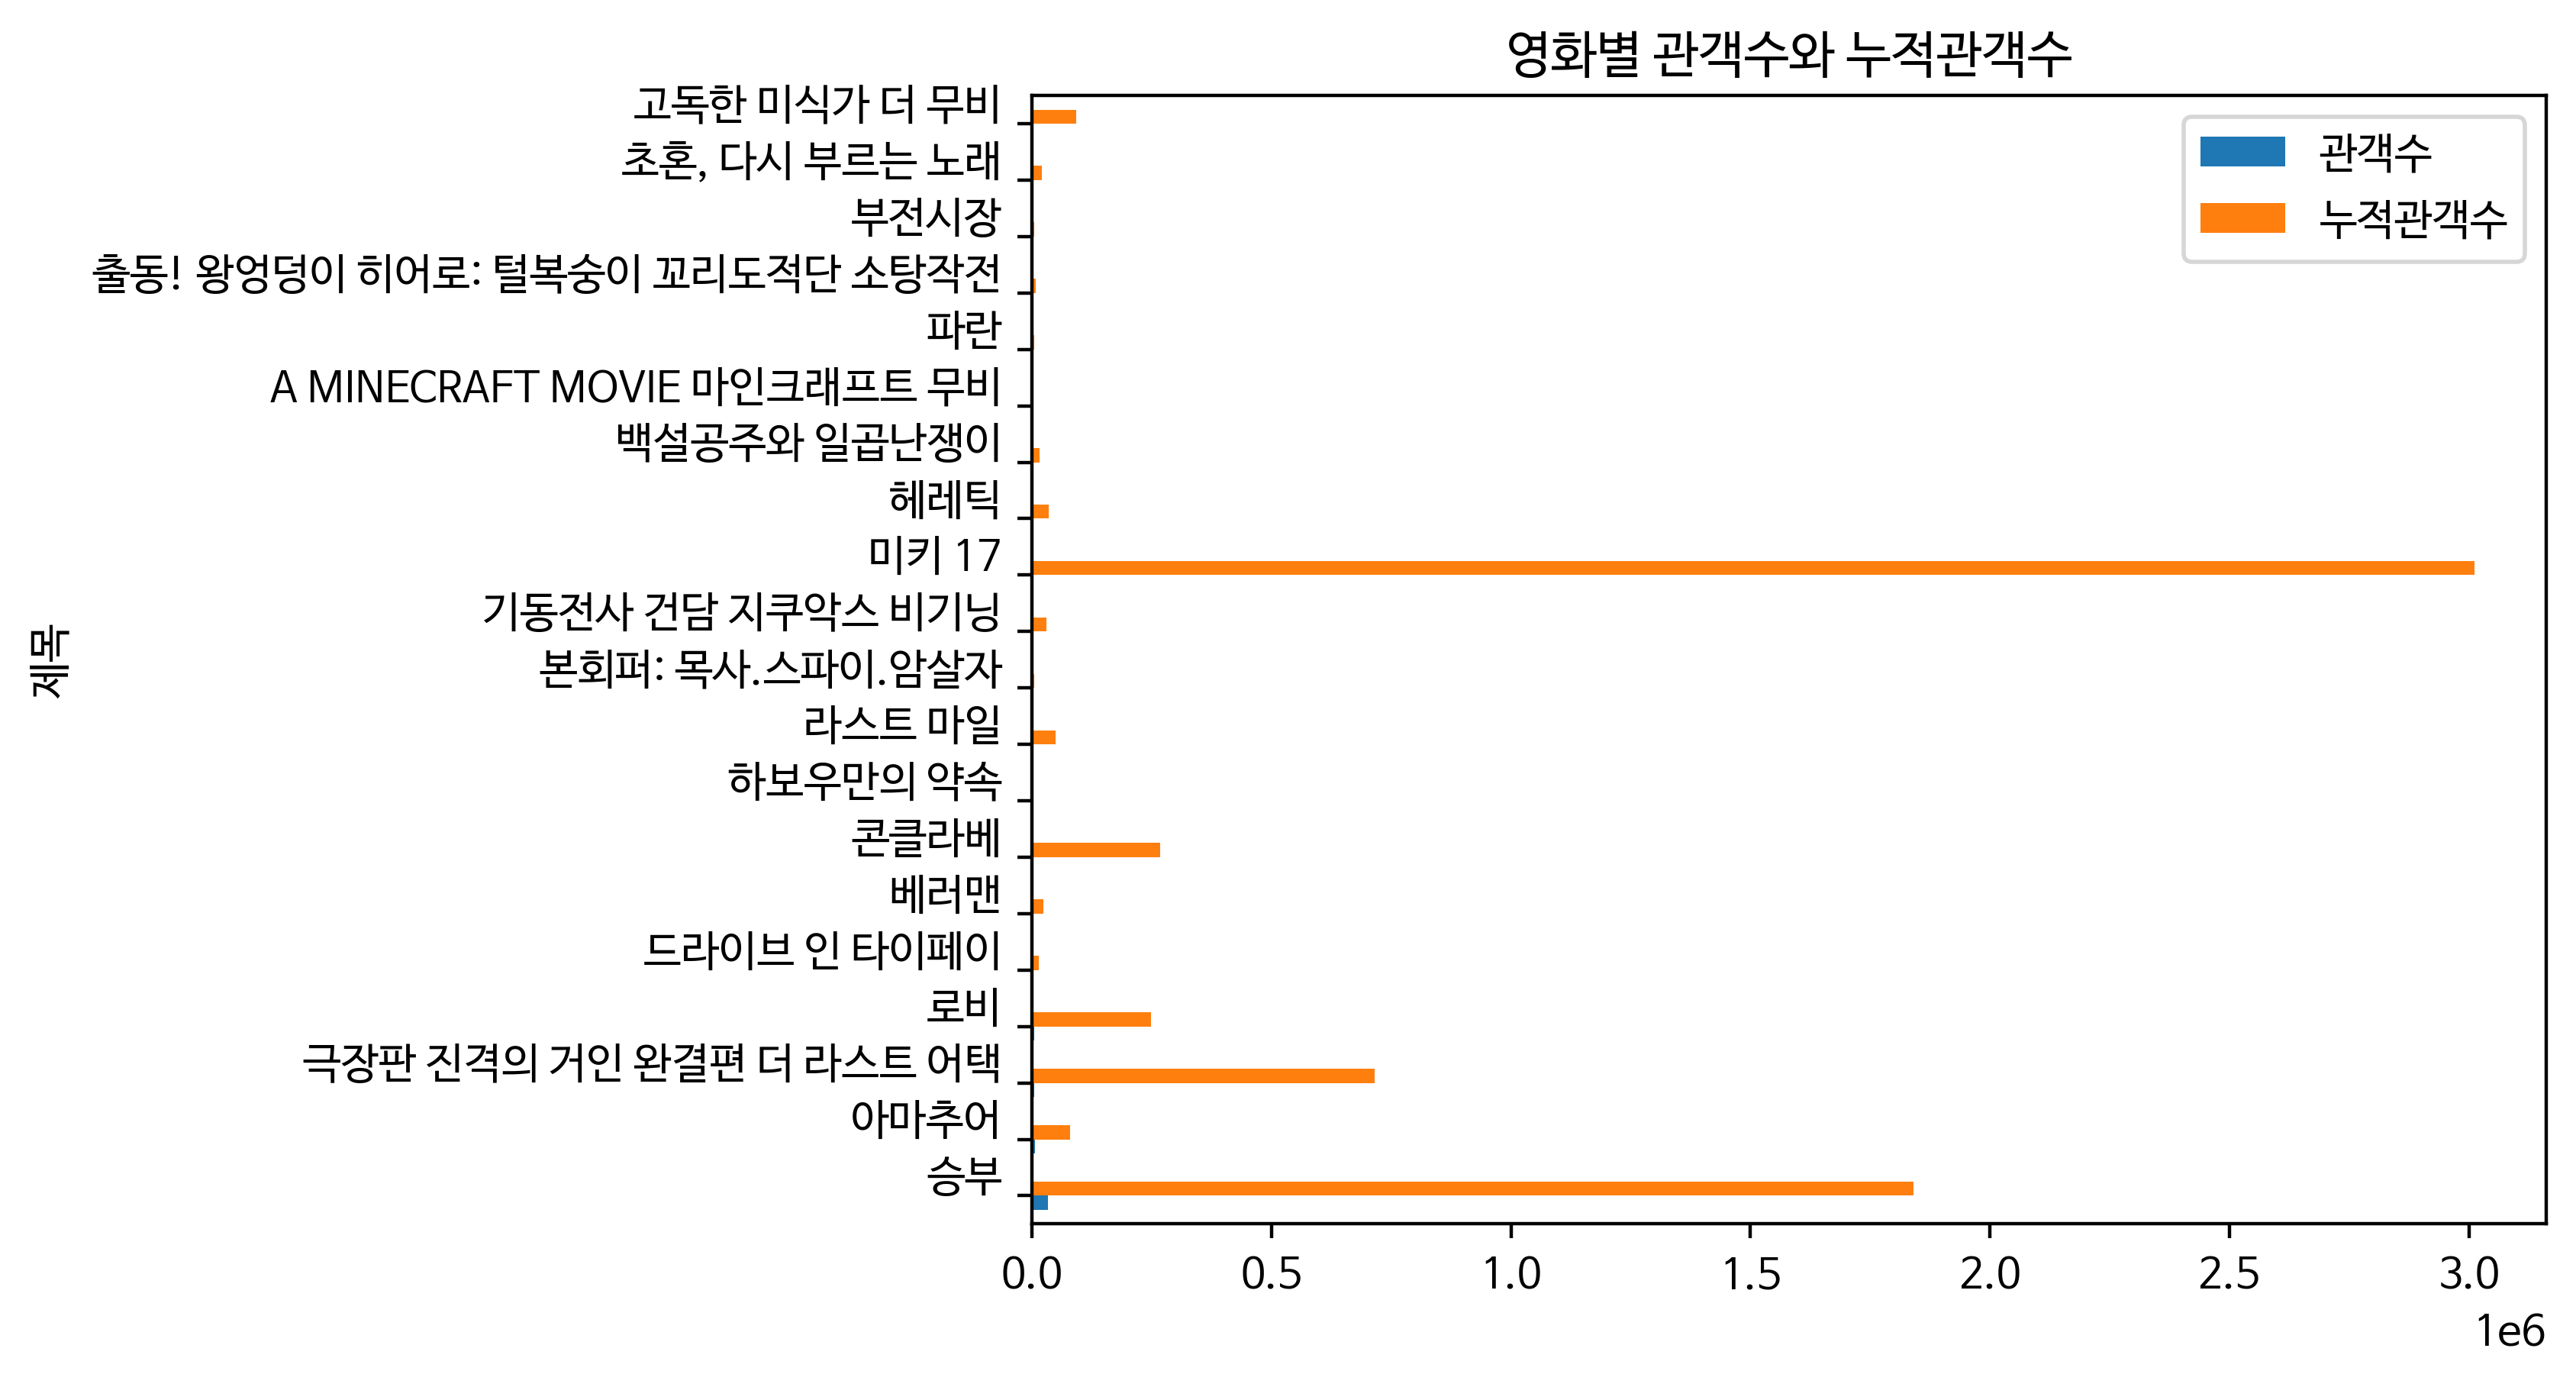 영화별 관객수와 누적관객수
관객수
누적관객수
고독한 미식가 더 무비
초혼, 다시 부르는 노래
부전시장
출동! 왕엉덩이 히어로: 털복숭이 꼬리도적단 소탕작전
파란
A MINECRAFT MOVIE 마인크래프트 무비
백설공주와 일곱난쟁이
헤레틱
미키 17
기동전사 건담 지쿠악스 비기닝
본회퍼: 목사.스파이.암살자
라스트 마일
하보우만의 약속
콘클라베
베러맨
드라이브 인 타이페이
로비
극장판 진격의 거인 완결편 더 라스트 어택
아마추어
승부
제목
0.0 0.5 1.0 1.5 2.0 2.5 3.0
1e6